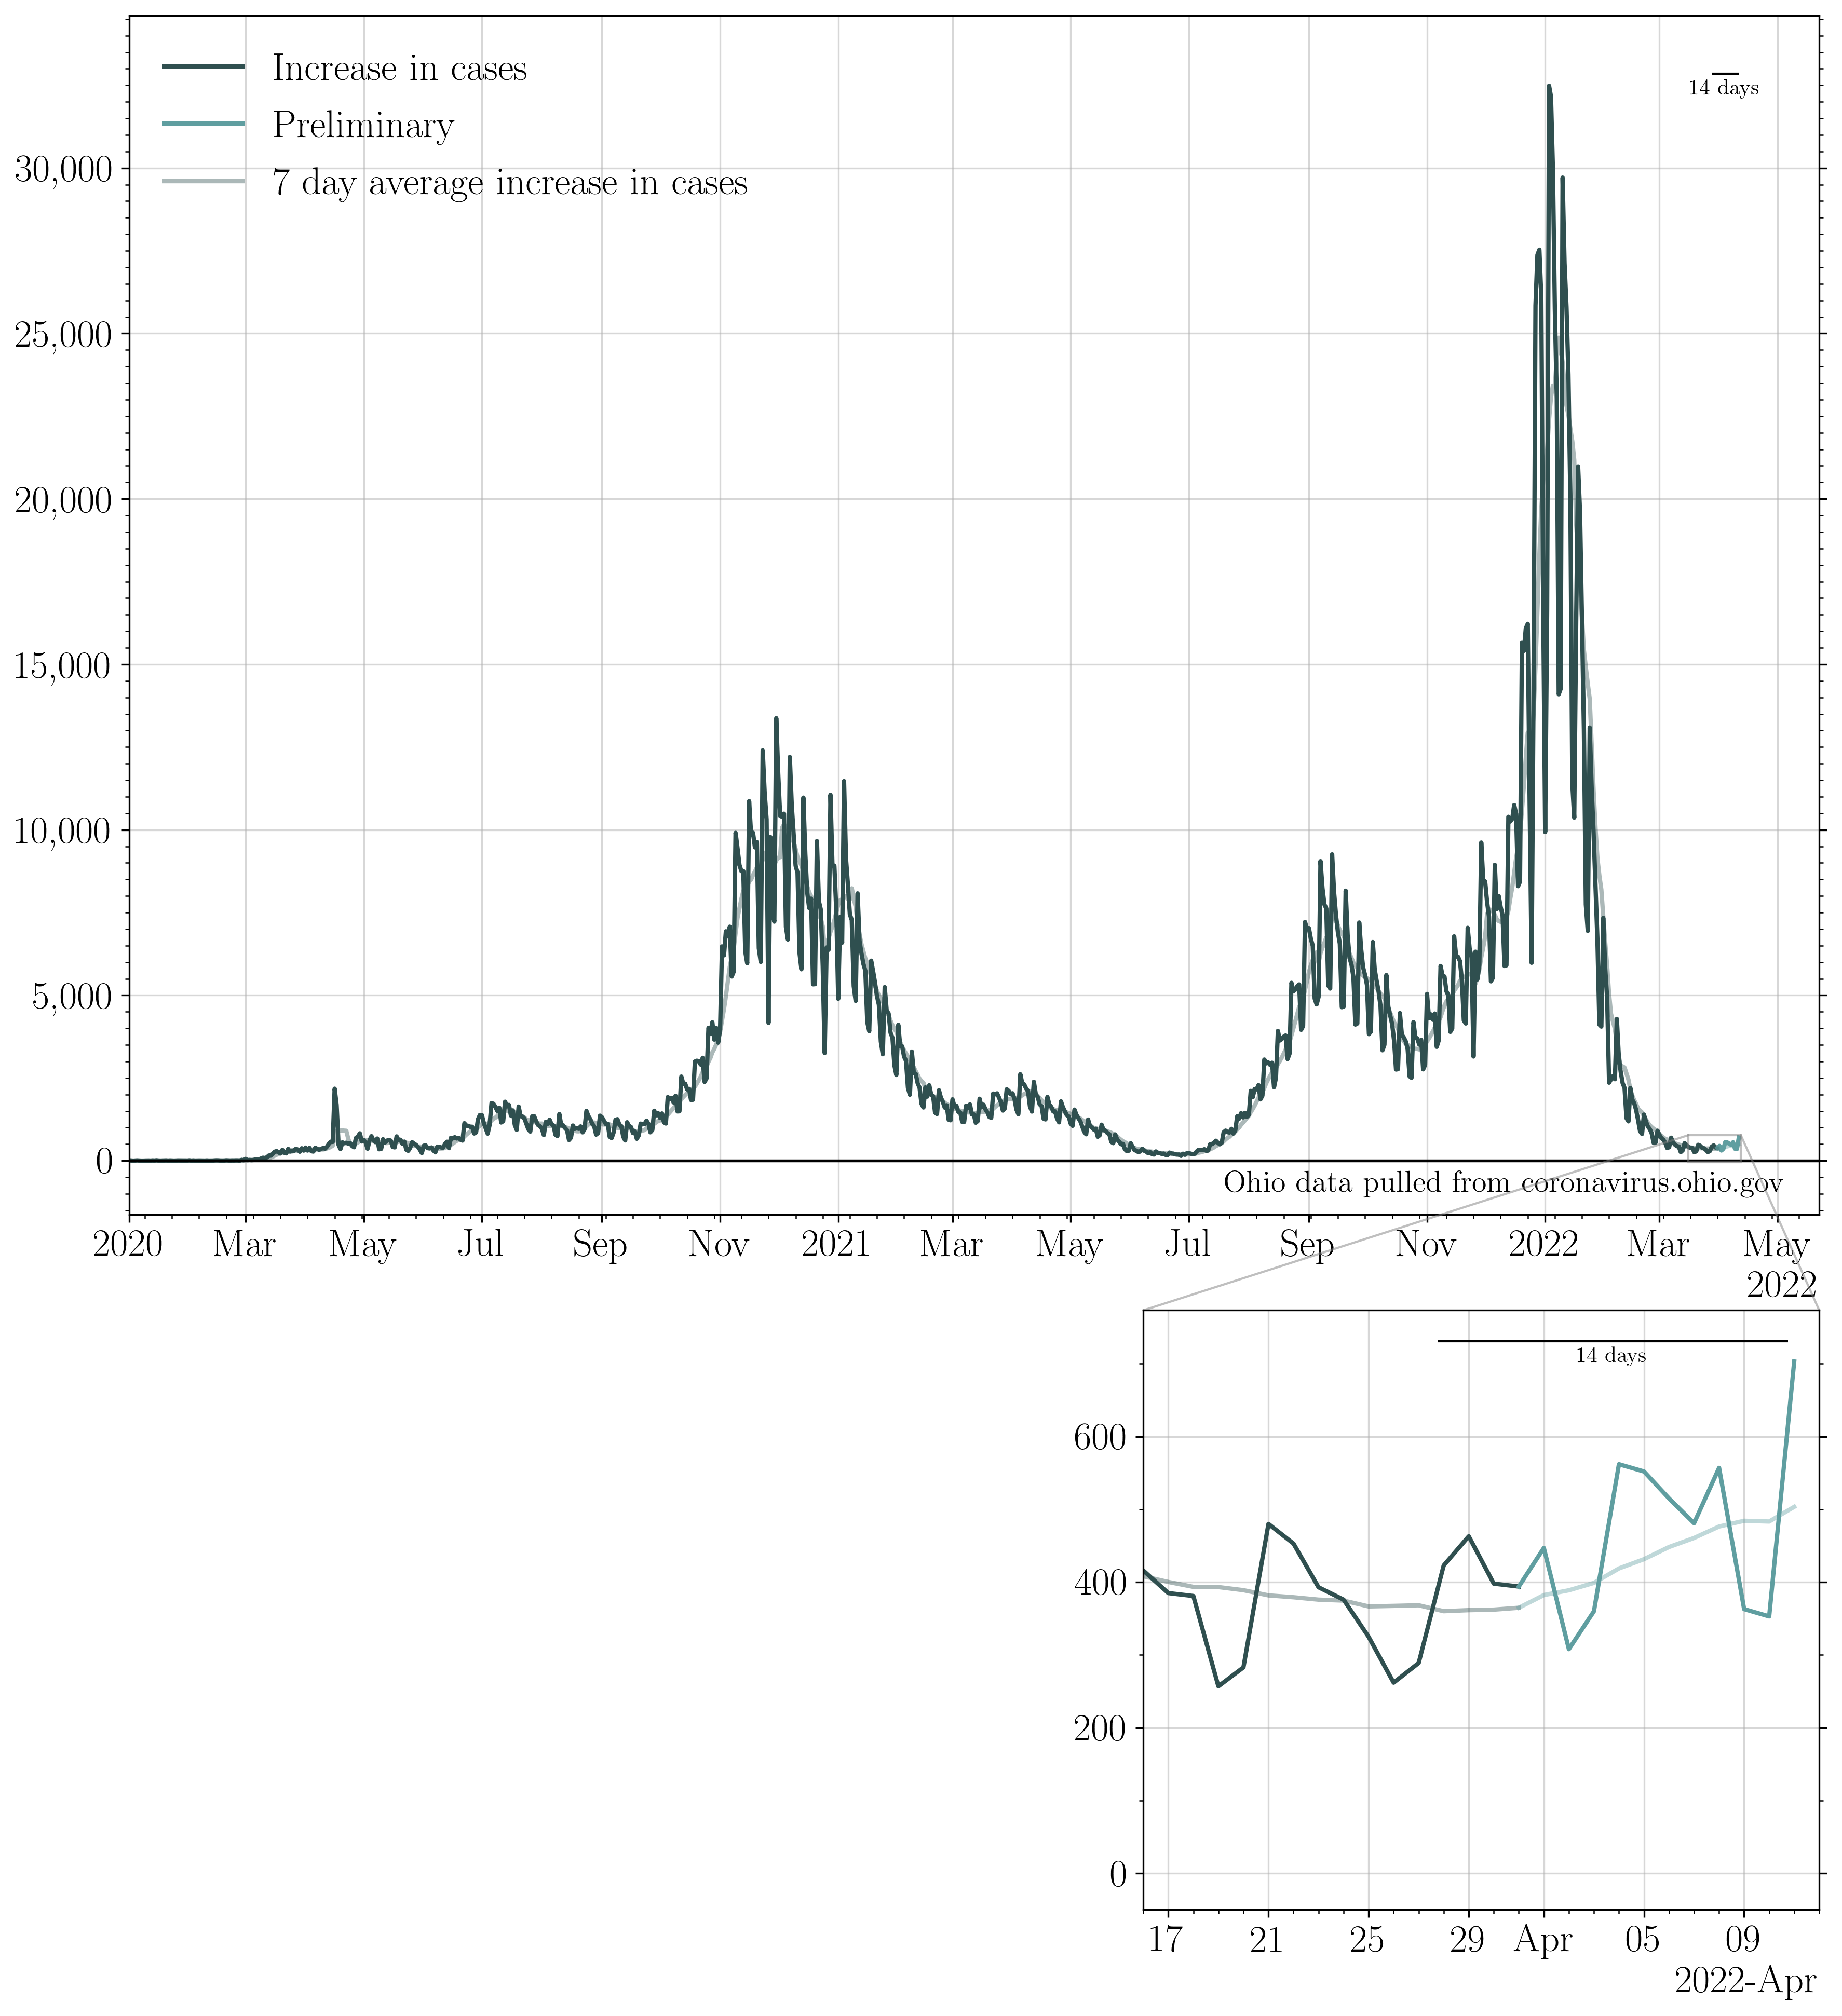 Increase in cases
Preliminary
7 day average increase in cases
14 days
30,000
25,000
20,000
15,000
10,000
5,000
0
Ohio data pulled from coronavirus.ohio.gov
2020 Mar May Jul Sep Nov 2021 Mar May Jul Sep Nov 2022 Mar May
2022
14 days
600
400
200
0
17 21 25 29 Apr 05 09
2022-Apr